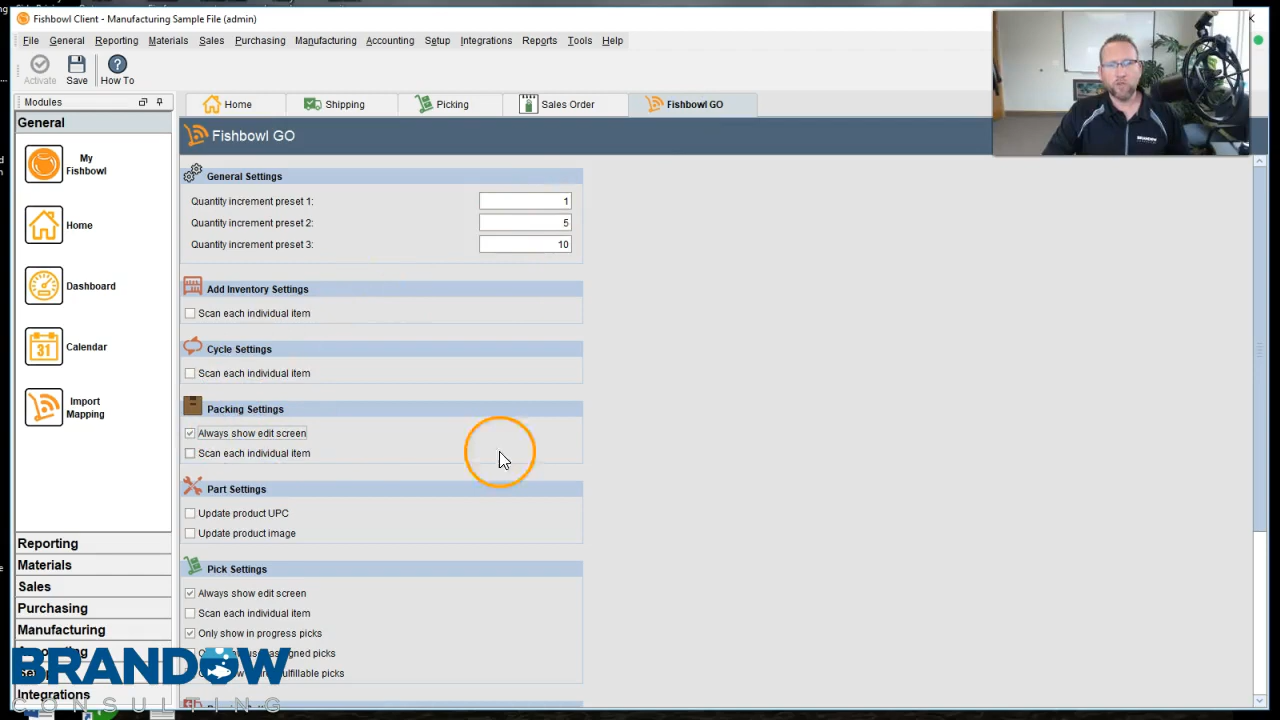 Fishbowl Client - Manufacturing Sample File (admin)
File General Reporting Materials Sales Purchasing Manufacturing Accounting Setup Integrations Reports Tools Help
Activate Save How To
Modules
General
My Fishbowl
Home
Dashboard
Calendar
31
Import Mapping
Reporting
Materials
Sales
Purchasing
Manufacturing
Integrations
Home Shipping Picking Sales Order Fishbowl GO
Fishbowl GO
General Settings
Quantity increment preset 1: 1
Quantity increment preset 2: 5
Quantity increment preset 3: 10
Add Inventory Settings
Scan each individual item
Cycle Settings
Scan each individual item
Packing Settings
Always show edit screen
Scan each individual item
Part Settings
Update product UPC
Update product image
Pick Settings
Always show edit screen
Scan each individual item
Only show in progress picks
picks
fulfillable picks
BRANDOW
CONSULTING